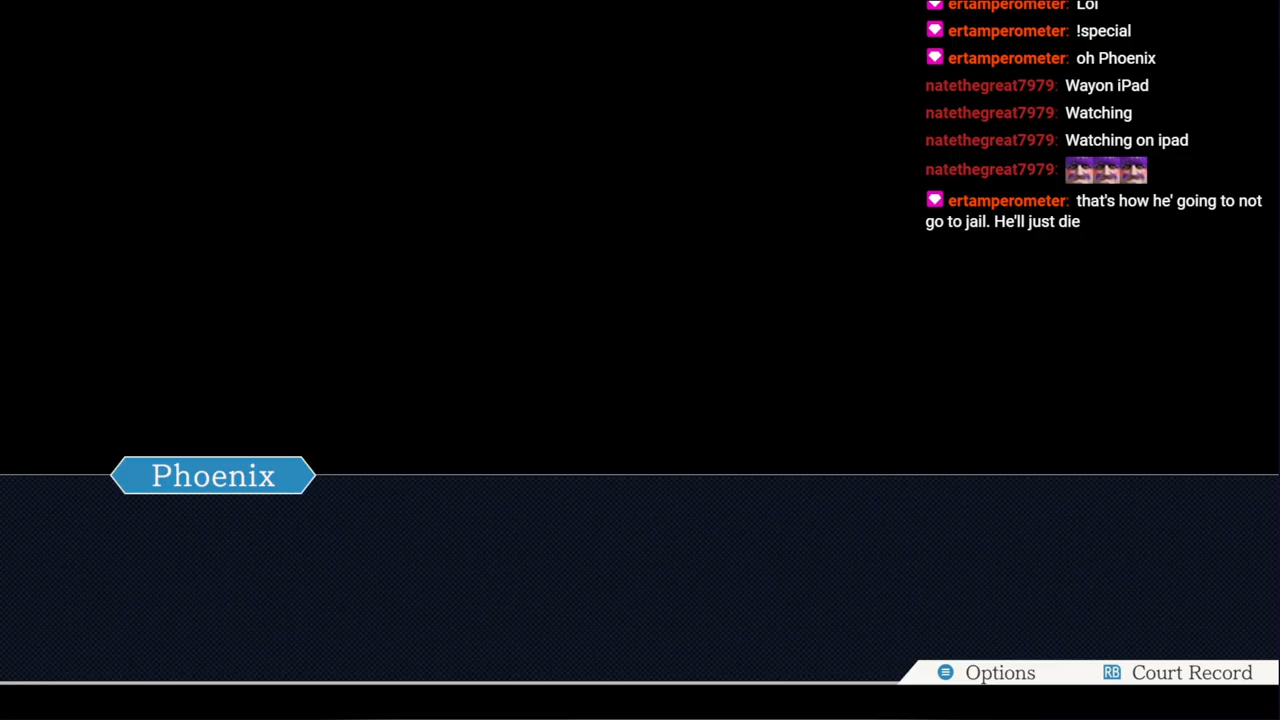 ertamperometer: Lol
ertamperometer: !special
ertamperometer: oh Phoenix
natethegreat7979: Wayon iPad
natethegreat7979: Watching
natethegreat7979: Watching on ipad
natethegreat7979:
ertamperometer: that's how he' going to not
go to jail. He'll just die
Phoenix
Options
RB Court Record